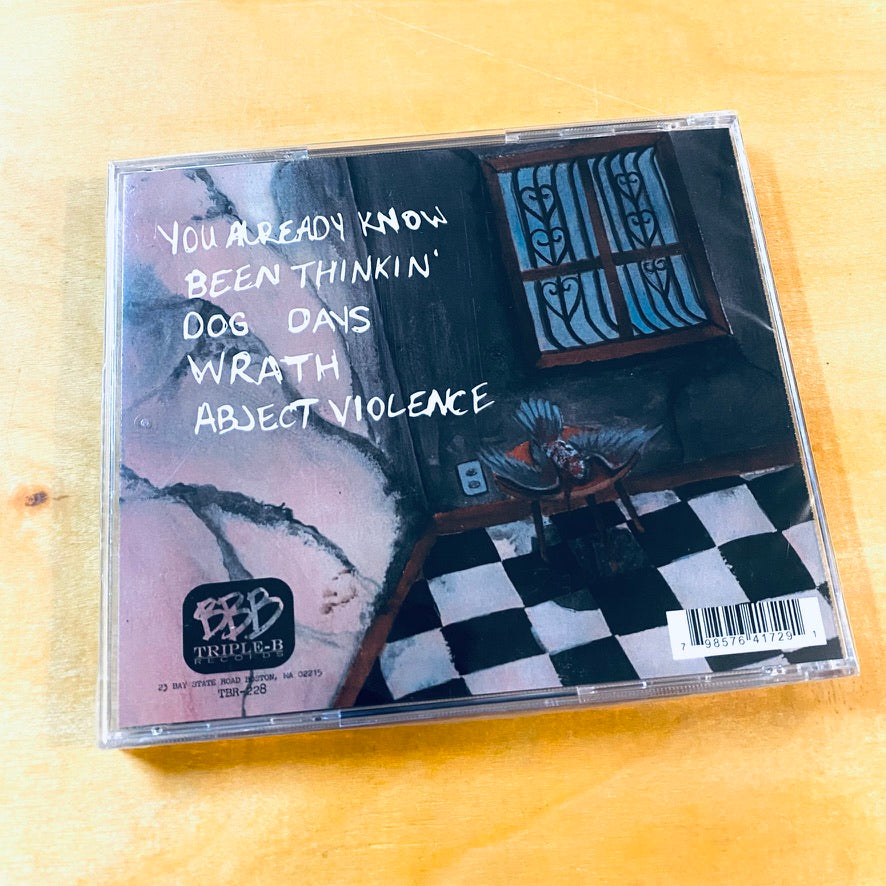 YOU ALREADY KNOW
BEEN THINKIN'
DOG DAYS
WRATH
ABJECT VIOLENCE
BBB
TRIPLE-B
RECORDS
23 BAY STATE ROAD BOSTON, MA 02215
TBR-228
7 98576 41729 1